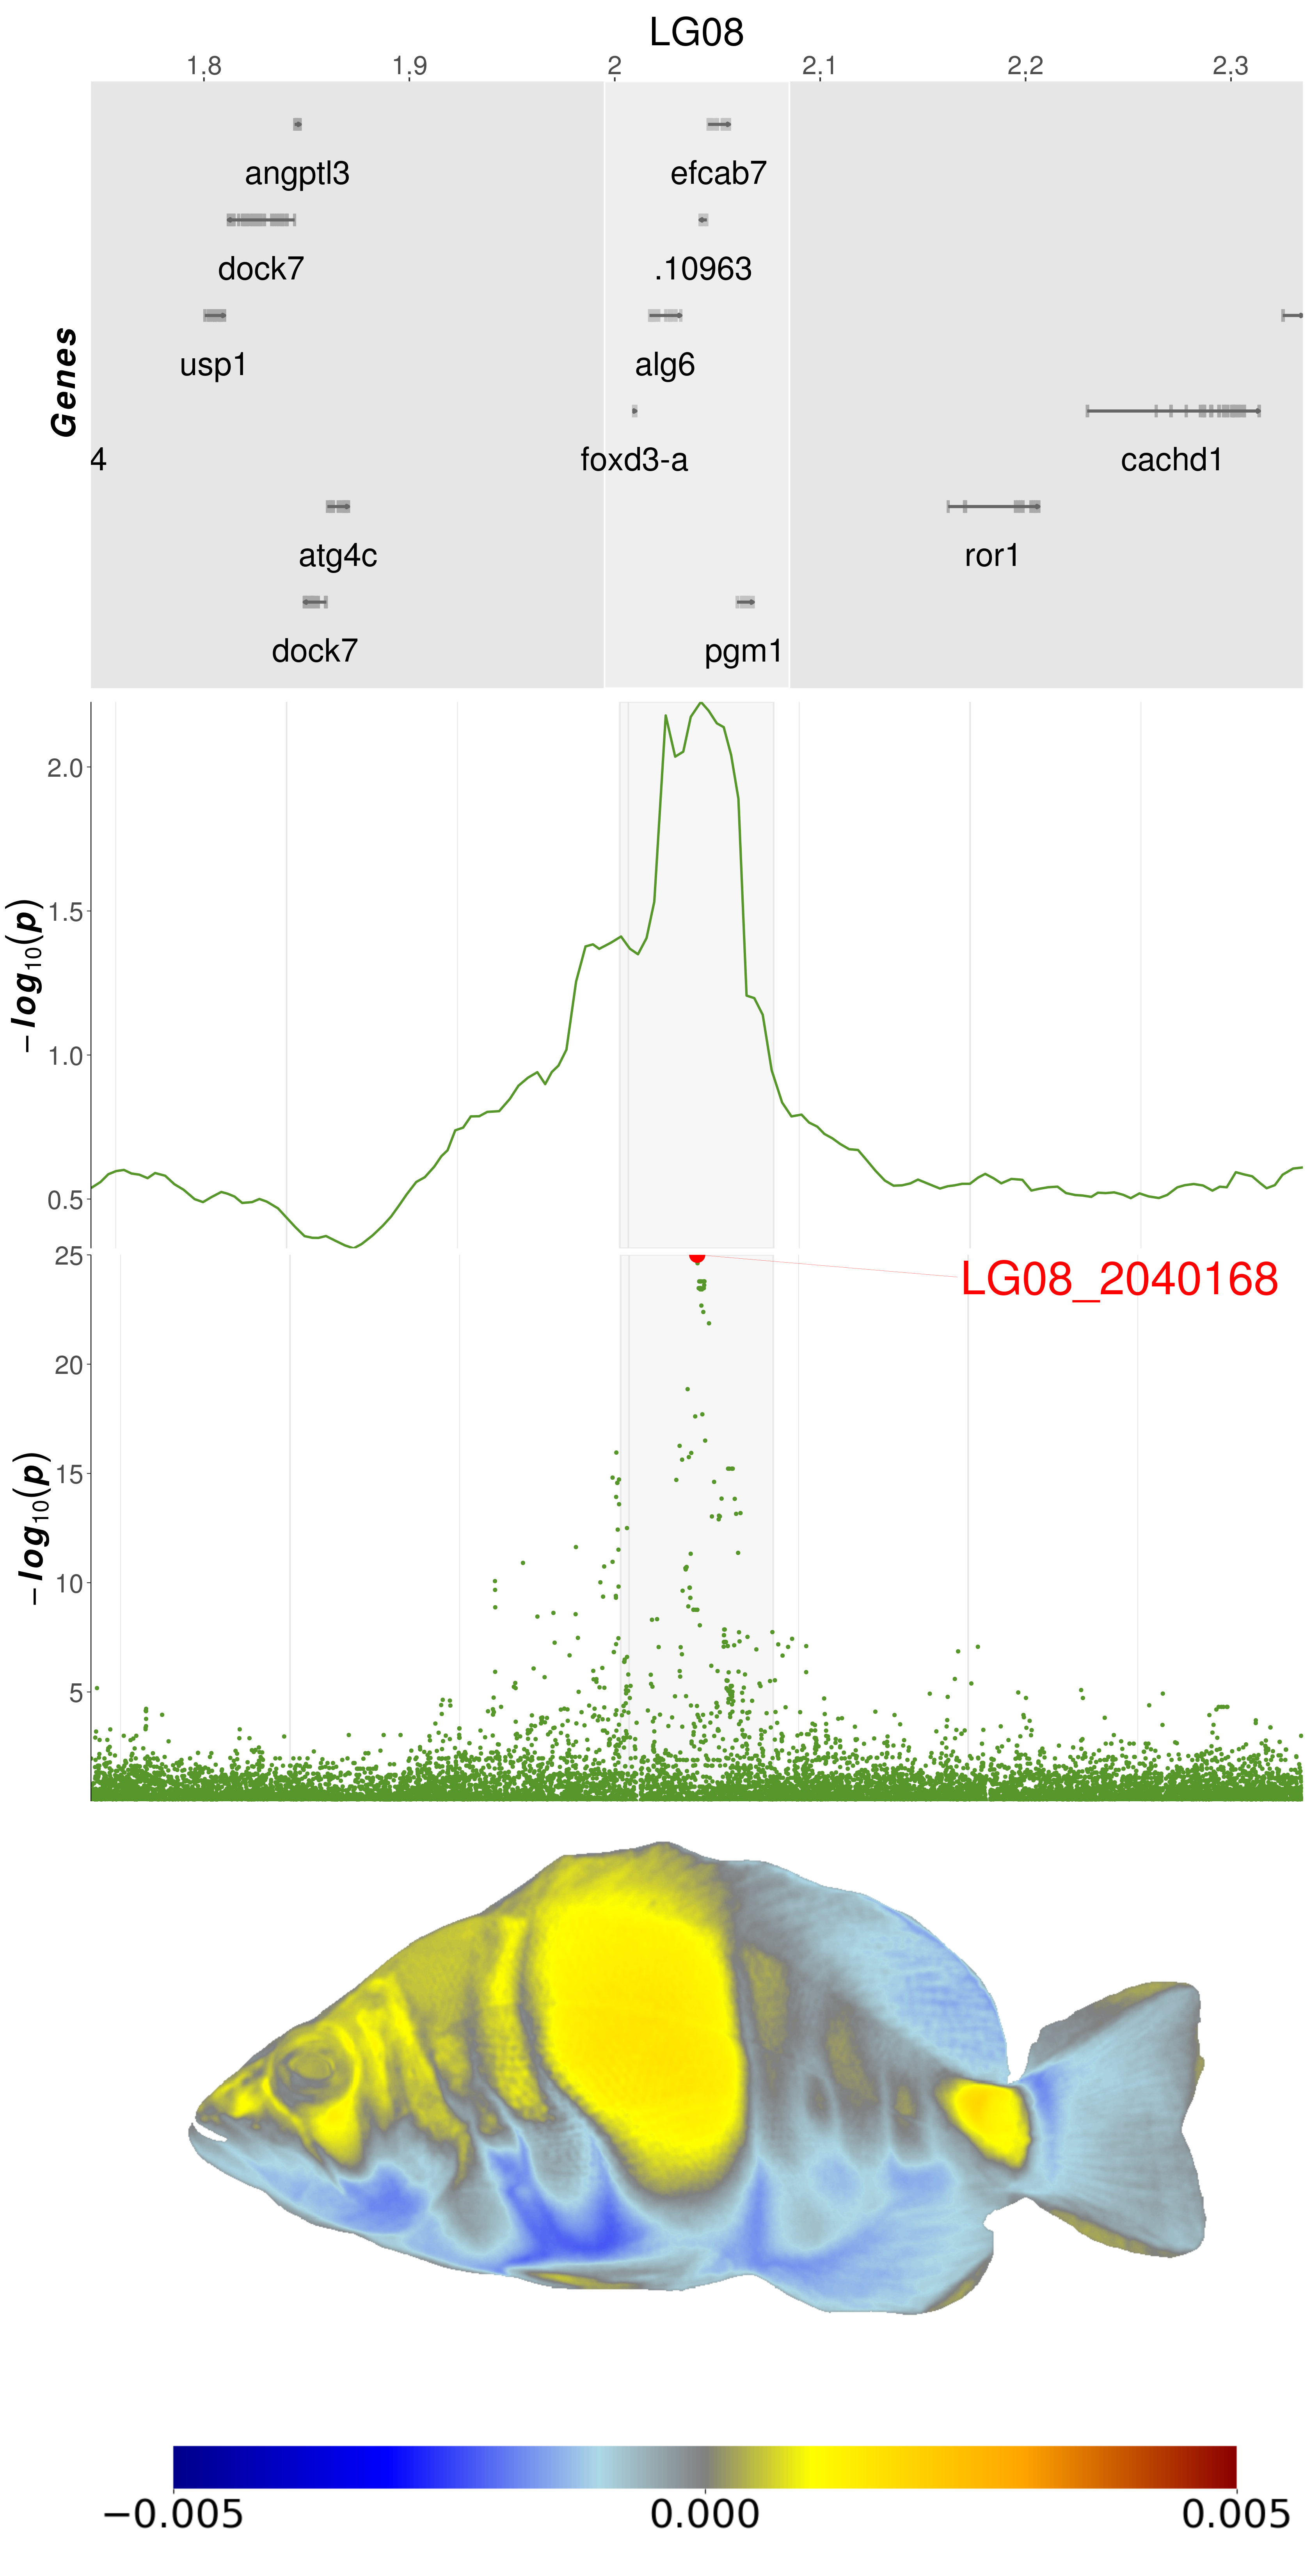 LG08
1.8 1.9 2 2.1 2.2 2.3
Genes
angptl3 efcab7
dock7 .10963
usp1 alg6
4 foxd3-a cachd1
atg4c ror1
dock7 pgm1
−log10(p)
2.0
1.5
1.0
0.5
−log10(p)
25
20
15
10
5
LG08_2040168
−0.005 0.000 0.005